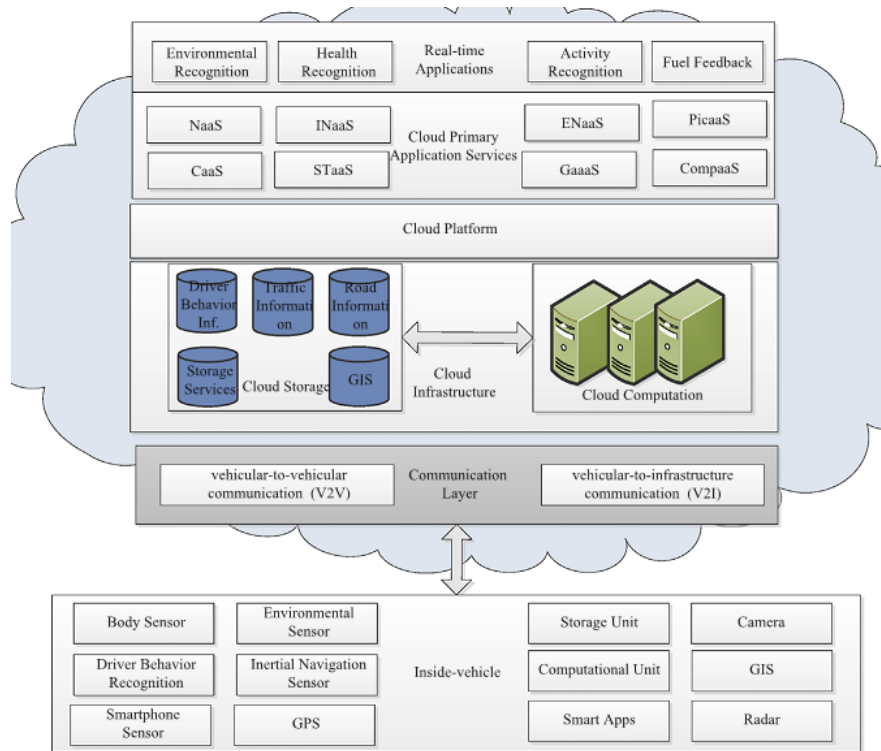 Environmental
Recognition
Health
Recognition
Real-time
Applications
Activity
Recognition
Fuel Feedback
NaaS
INaaS
Cloud Primary
Application Services
ENaaS
PicaaS
CaaS
STaaS
GaaaS
CompaaS
Cloud Platform
Driver
Behavior
Inf.
Traffic
Informati
on
Road
Informati
on
Storage
Services
Cloud Storage
GIS
Cloud
Infrastructure
Cloud Computation
vehicular-to-vehicular
communication (V2V)
Communication
Layer
vehicular-to-infrastructure
communication (V2I)
Body Sensor
Environmental
Sensor
Storage Unit
Camera
Driver Behavior
Recognition
Inertial Navigation
Sensor
Inside-vehicle
Computational Unit
GIS
Smartphone
Sensor
GPS
Smart Apps
Radar